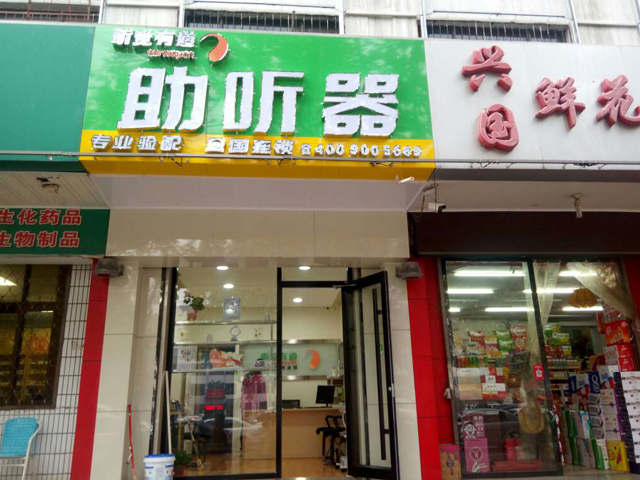 新觉有道
助听器
专业验配 全国连锁 ☎400 900 5669
兴国鲜花
生化药品
生物制品